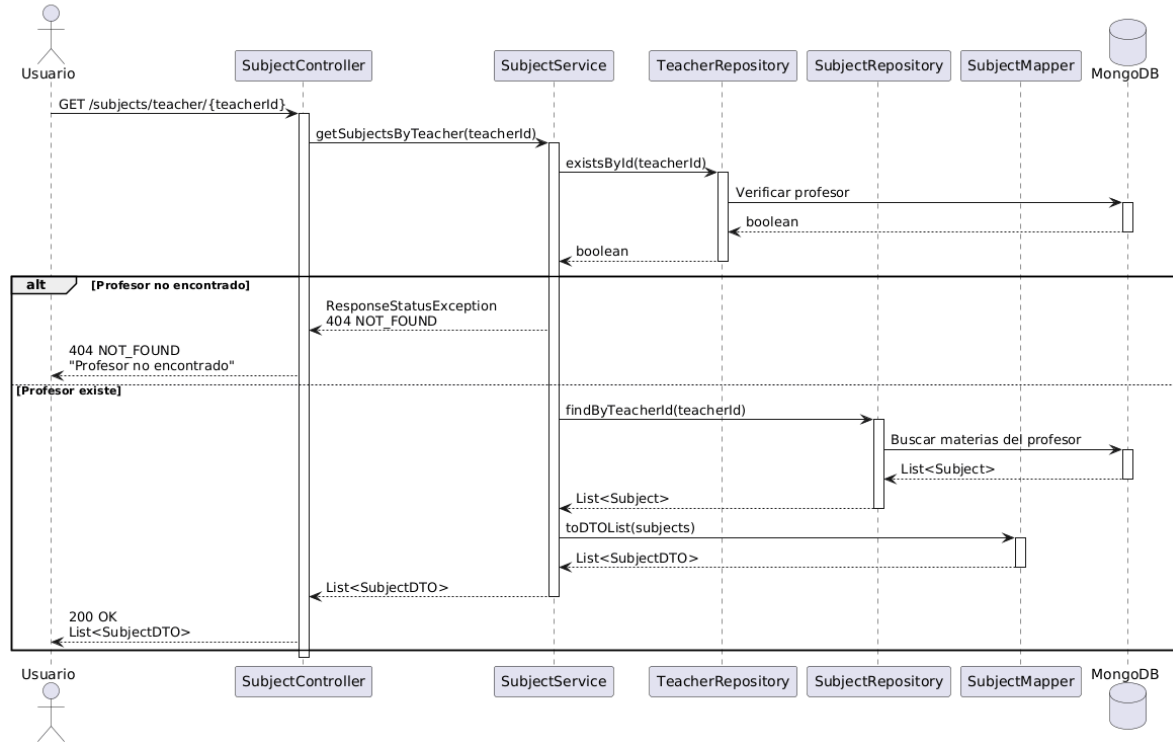 Usuario
SubjectController
SubjectService
TeacherRepository
SubjectRepository
SubjectMapper
MongoDB
GET /subjects/teacher/{teacherId}
getSubjectsByTeacher(teacherId)
existsById(teacherId)
Verificar profesor
boolean
boolean
alt
[Profesor no encontrado]
ResponseStatusException
404 NOT_FOUND
404 NOT_FOUND
"Profesor no encontrado"
[Profesor existe]
findByTeacherId(teacherId)
Buscar materias del profesor
List<Subject>
List<Subject>
toDTOList(subjects)
List<SubjectDTO>
List<SubjectDTO>
200 OK
List<SubjectDTO>
Usuario
SubjectController
SubjectService
TeacherRepository
SubjectRepository
SubjectMapper
MongoDB